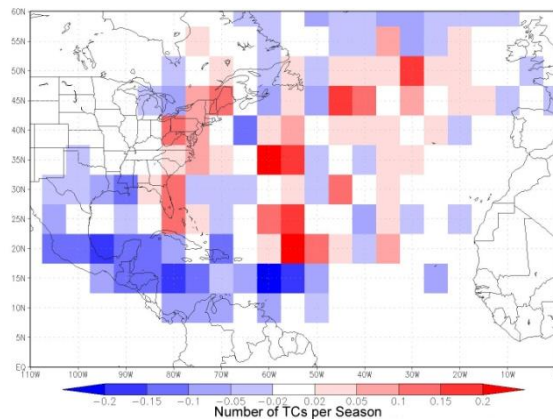 60N
55N
50N
45N
40N
35N
30N
25N
20N
15N
10N
5N
EQ
110W 100W 90W 80W 70W 60W 50W 40W 30W 20W 10W 0
−0.2 −0.15 −0.1 −0.05 −0.02 0.02 0.05 0.1 0.15 0.2
Number of TCs per Season